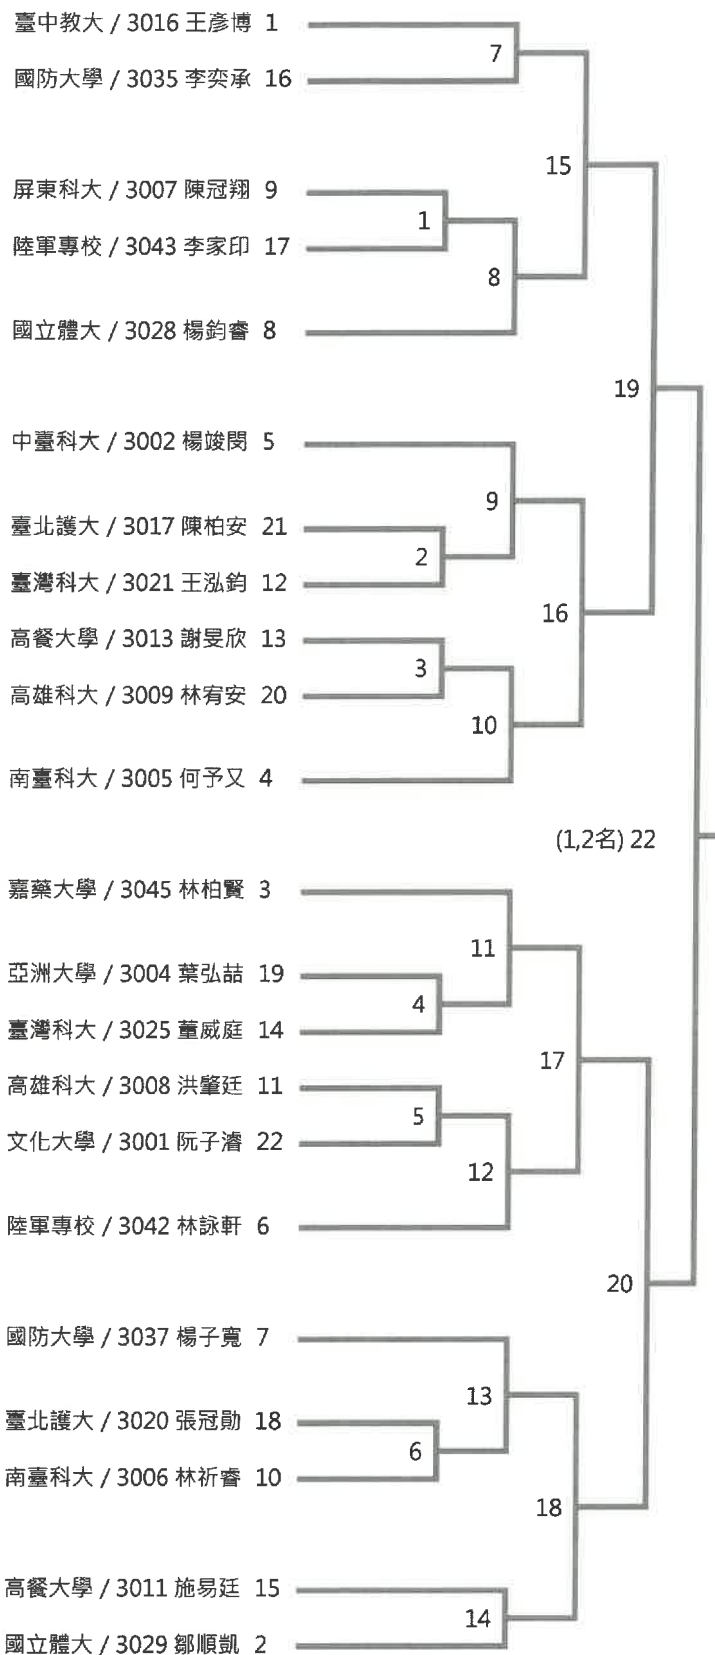 臺中教大 / 3016 王彥博 1
7
國防大學 / 3035 李奕承 16
15
屏東科大 / 3007 陳冠翔 9
1
陸軍專校 / 3043 李家印 17
8
國立體大 / 3028 楊鈞睿 8
19
中臺科大 / 3002 楊竣閔 5
9
臺北護大 / 3017 陳柏安 21
2
臺灣科大 / 3021 王泓鈞 12
16
高餐大學 / 3013 謝旻欣 13
3
高雄科大 / 3009 林宥安 20
10
南臺科大 / 3005 何予又 4
(1,2名) 22
嘉藥大學 / 3045 林柏賢 3
11
亞洲大學 / 3004 葉弘喆 19
4
臺灣科大 / 3025 董威庭 14
17
高雄科大 / 3008 洪肇廷 11
5
文化大學 / 3001 阮子濬 22
12
陸軍專校 / 3042 林詠軒 6
20
國防大學 / 3037 楊子寬 7
13
臺北護大 / 3020 張冠勛 18
6
南臺科大 / 3006 林祈睿 10
18
高餐大學 / 3011 施易廷 15
14
國立體大 / 3029 鄒順凱 2